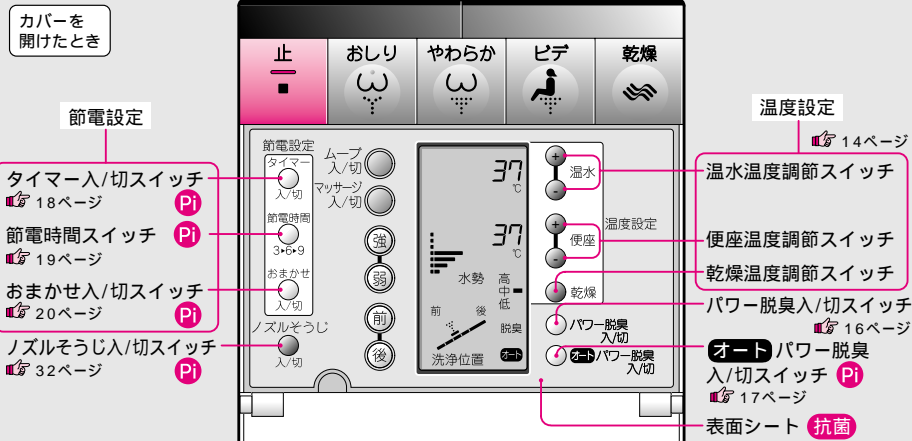 カバーを
開けたとき
止
おしり
やわらか
ビデ
乾燥
節電設定
タイマー入/切スイッチ
18ページ
Pi
節電時間スイッチ Pi
19ページ
おまかせ入/切スイッチ
20ページ
Pi
ノズルそうじ入/切スイッチ
32ページ
Pi
節電設定
タイマー
入/切
節電時間
3▸6▸9
おまかせ
入/切
ノズルそうじ
入/切
ムーブ
入/切
マッサージ
入/切
強
弱
前
後
37
℃
37
℃
水勢
高
中
低
前 後
脱臭
洗浄位置
オート
+
温水
-
+
便座
-
温度設定
乾燥
パワー脱臭
入/切
オート パワー脱臭
入/切
温度設定
14ページ
温水温度調節スイッチ
便座温度調節スイッチ
乾燥温度調節スイッチ
パワー脱臭入/切スイッチ
16ページ
オート パワー脱臭
入/切スイッチ Pi
17ページ
表面シート 抗菌